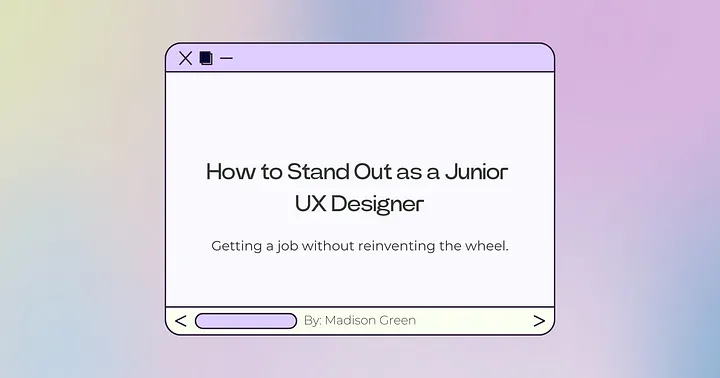 How to Stand Out as a Junior
UX Designer
Getting a job without reinventing the wheel.
By: Madison Green